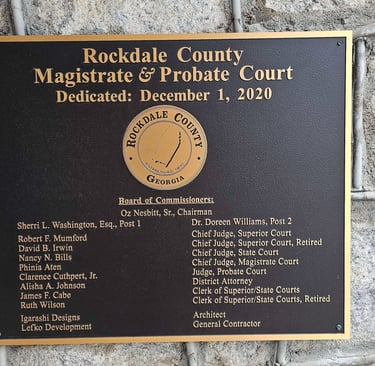 Rockdale County
Magistrate & Probate Court
Dedicated: December 1, 2020
ROCKDALE COUNTY
GEORGIA
Board of Commissioners:
Oz Nesbitt, Sr., Chairman
Sherri L. Washington, Esq., Post 1 Dr. Doreen Williams, Post 2
Robert F. Mumford Chief Judge, Superior Court
David B. Irwin Chief Judge, Superior Court, Retired
Nancy N. Bills Chief Judge, State Court
Phinia Aten Chief Judge, Magistrate Court
Clarence Cuthpert, Jr. Judge, Probate Court
Alisha A. Johnson District Attorney
James F. Cabe Clerk of Superior/State Courts
Ruth Wilson Clerk of Superior/State Courts, Retired
Igarashi Designs Architect
Lefko Development General Contractor